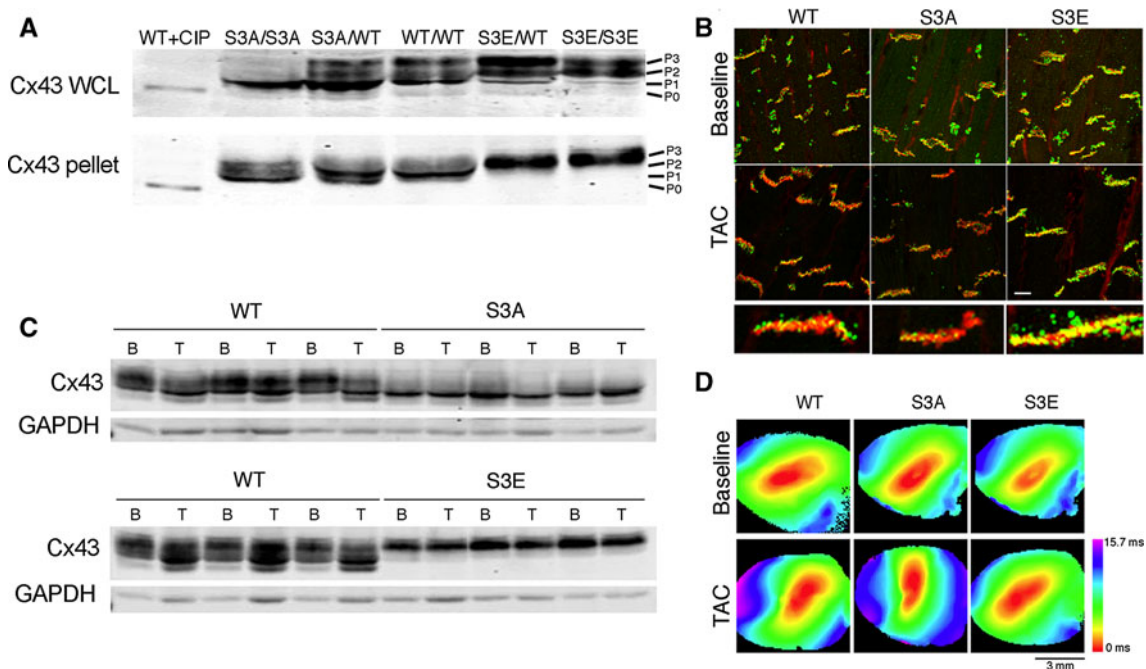 A
WT+CIP S3A/S3A S3A/WT WT/WT S3E/WT S3E/S3E
Cx43 WCL
P3
P2
P1
P0
Cx43 pellet
P3
P2
P1
P0
B
WT S3A S3E
Baseline
TAC
C
WT S3A
B T B T B T B T B T B T
Cx43
GAPDH
WT S3E
B T B T B T B T B T B T
Cx43
GAPDH
D
WT S3A S3E
Baseline
TAC
15.7 ms
0 ms
3 mm